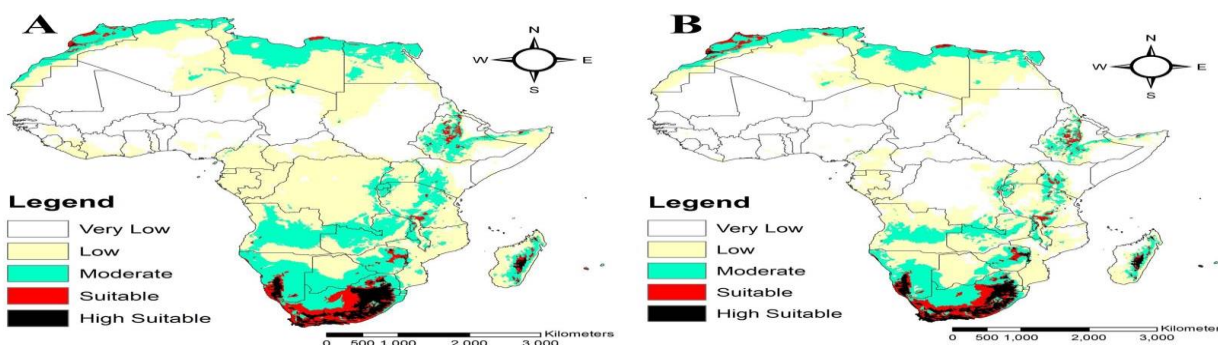 A
N
W E
S
Legend
Very Low
Low
Moderate
Suitable
High Suitable
Kilometers
0 500 1,000 2,000 3,000
B
N
W E
S
Legend
Very Low
Low
Moderate
Suitable
High Suitable
Kilometers
0 500 1,000 2,000 3,000